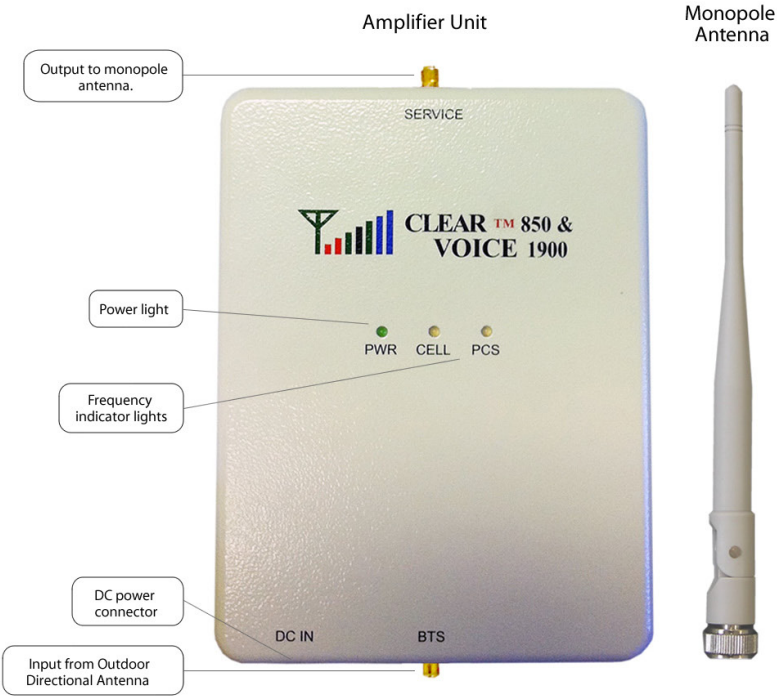 Amplifier Unit
Monopole
Antenna
Output to monopole
antenna.
SERVICE
CLEAR ™ 850 &
VOICE 1900
Power light
PWR CELL PCS
Frequency
indicator lights
DC power
connector
DC IN BTS
Input from Outdoor
Directional Antenna